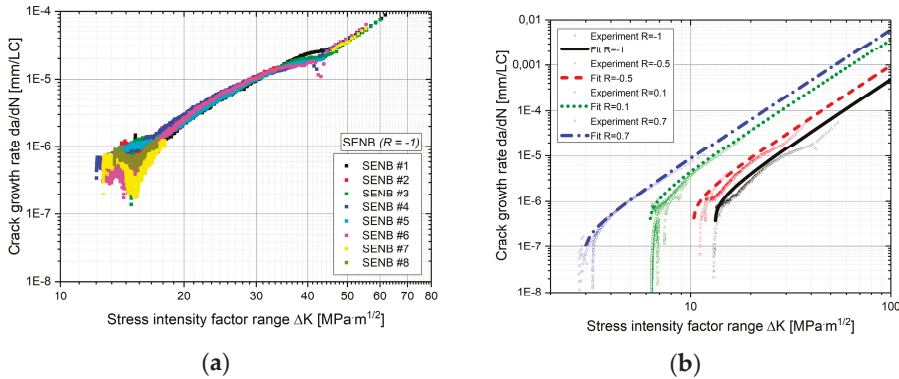 1E-4
1E-5
1E-6
1E-7
1E-8
Crack growth rate da/dN [mm/LC]
10
20
30
40
50
60
70
80
Stress intensity factor range ΔK [MPa·m^1/2]
SENB (R = -1)
SENB #1
SENB #2
SENB #3
SENB #4
SENB #5
SENB #6
SENB #7
SENB #8
(a)
0,01
0,001
1E-4
1E-5
1E-6
1E-7
1E-8
Crack growth rate da/dN [mm/LC]
10
100
Stress intensity factor range ΔK [MPa·m^1/2]
Experiment R=-1
Fit R=-1
Experiment R=-0.5
Fit R=-0.5
Experiment R=0.1
Fit R=0.1
Experiment R=0.7
Fit R=0.7
(b)